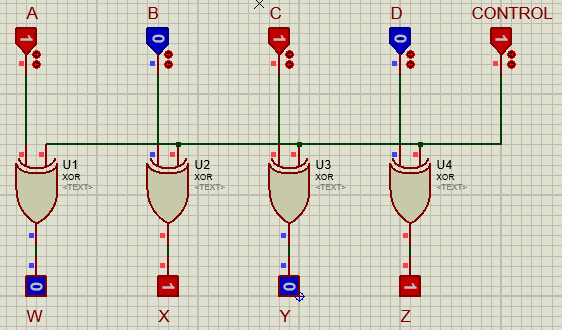 A B C D CONTROL
1 0 1 0 1
U1 U2 U3 U4
XOR XOR XOR XOR
<TEXT> <TEXT> <TEXT> <TEXT>
0 1 0 1
W X Y Z